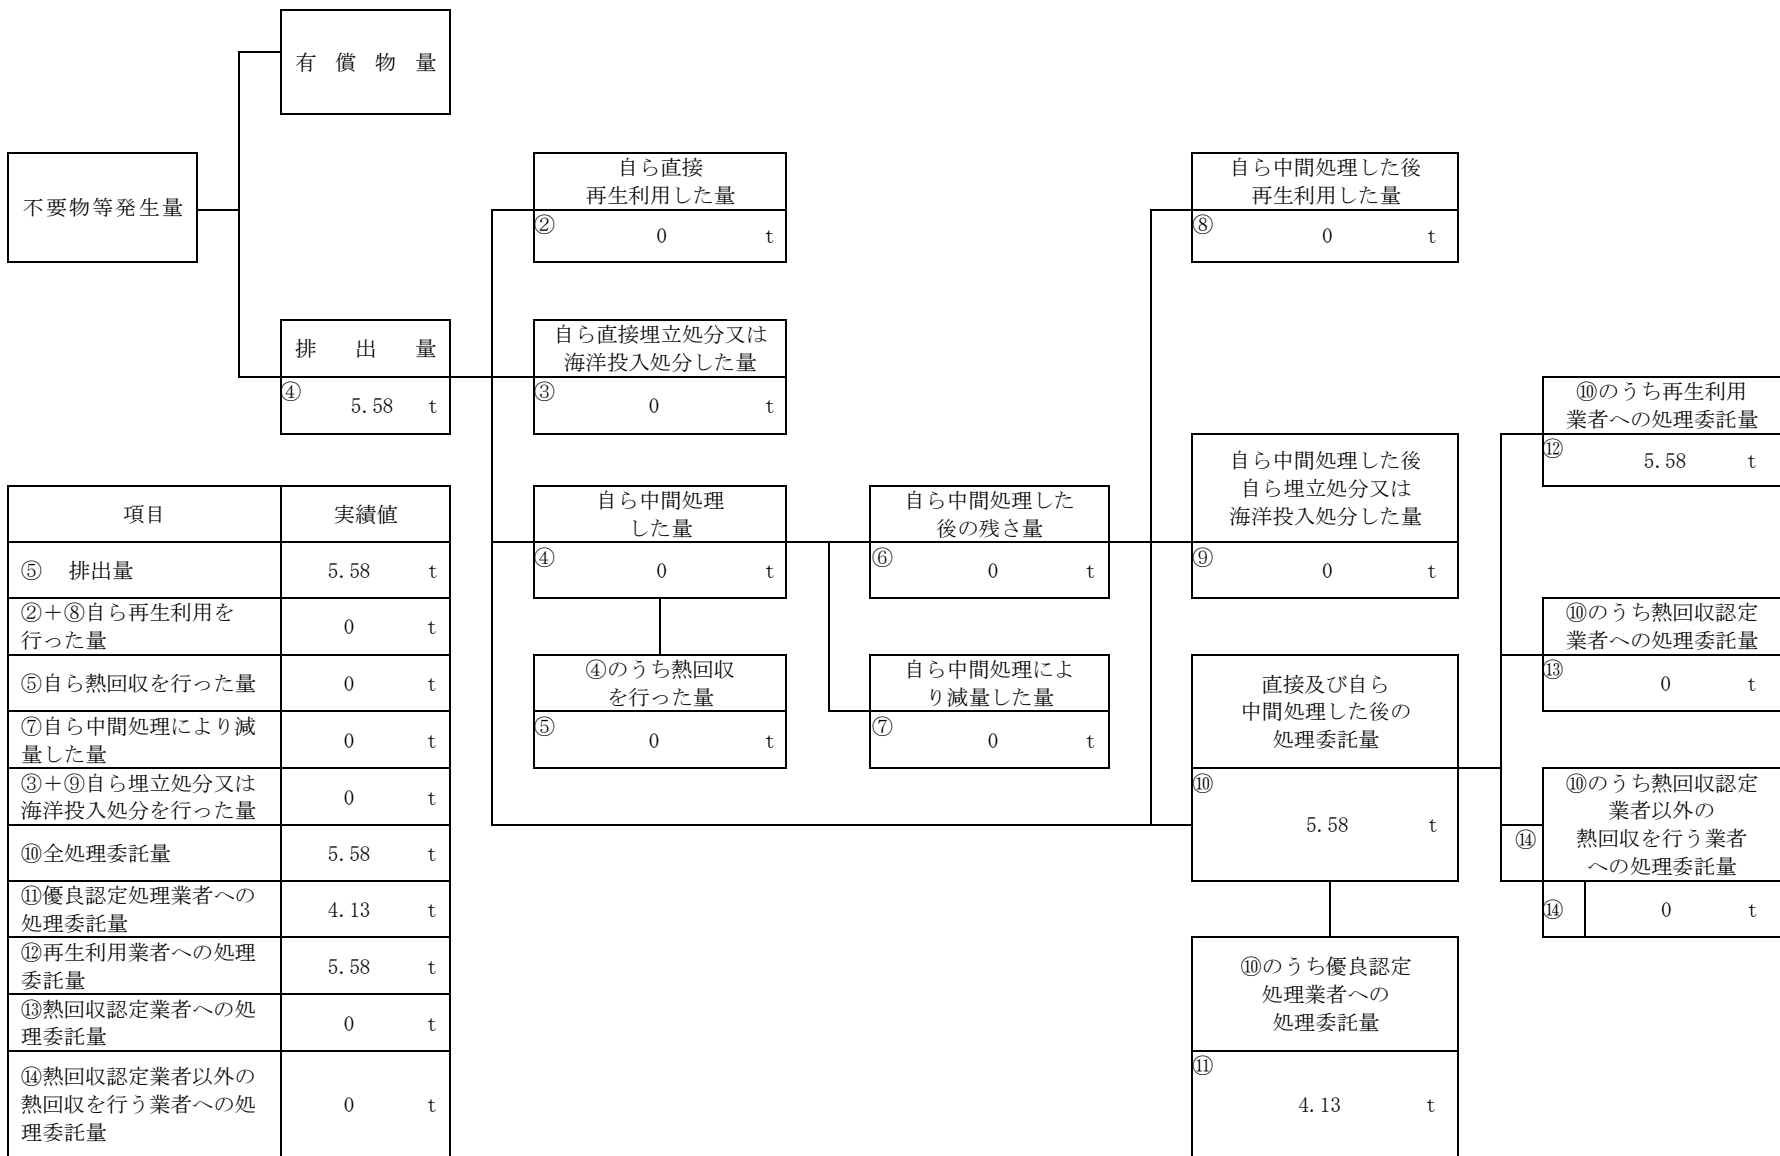 有償物量
不要物等発生量
自ら直接
再生利用した量
② 0 t
自ら中間処理した後
再生利用した量
⑧ 0 t
排出量
④ 5.58 t
自ら直接埋立処分又は
海洋投入処分した量
③ 0 t
⑩のうち再生利用
業者への処理委託量
⑫ 5.58 t
自ら中間処理
した量
④ 0 t
自ら中間処理した
後の残さ量
⑥ 0 t
自ら中間処理した後
自ら埋立処分又は
海洋投入処分した量
⑨ 0 t
⑩のうち熱回収認定
業者への処理委託量
⑬ 0 t
④のうち熱回収
を行った量
⑤ 0 t
自ら中間処理によ
り減量した量
⑦ 0 t
直接及び自ら
中間処理した後の
処理委託量
⑩
5.58 t
⑩のうち熱回収認定
業者以外の
熱回収を行う業者
への処理委託量
⑭
⑭ 0 t
⑩のうち優良認定
処理業者への
処理委託量
⑪
4.13 t
項目 実績値
⑤ 排出量 5.58 t
②+⑧自ら再生利用を
行った量 0 t
⑤自ら熱回収を行った量 0 t
⑦自ら中間処理により減
量した量 0 t
③+⑨自ら埋立処分又は
海洋投入処分を行った量 0 t
⑩全処理委託量 5.58 t
⑪優良認定処理業者への
処理委託量 4.13 t
⑫再生利用業者への処理
委託量 5.58 t
⑬熱回収認定業者への処
理委託量 0 t
⑭熱回収認定業者以外の
熱回収を行う業者への処
理委託量 0 t